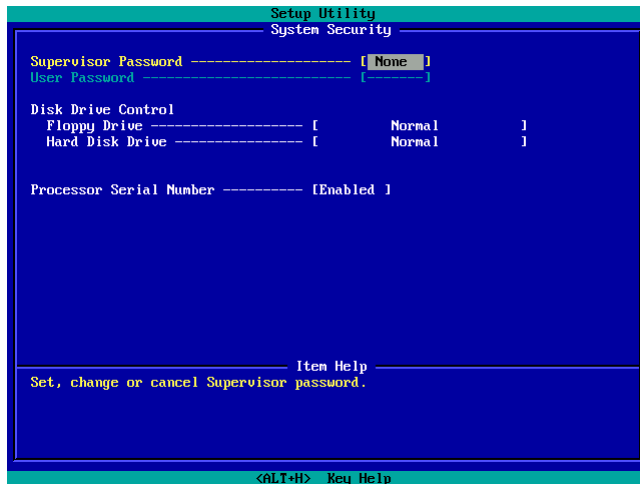 Setup Utility
System Security
Supervisor Password -------------------- [ None ]
User Password -------------------------- [-------]
Disk Drive Control
Floppy Drive ------------------- [ Normal ]
Hard Disk Drive ---------------- [ Normal ]
Processor Serial Number ---------- [Enabled ]
Item Help
Set, change or cancel Supervisor password.
<ALT+H> Key Help